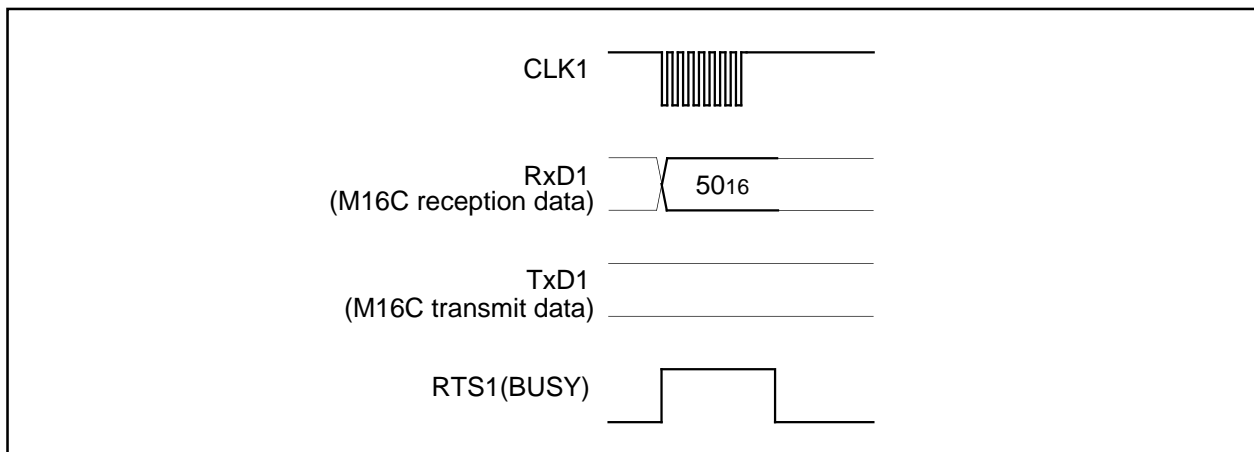 CLK1
RxD1
(M16C reception data)
5016
TxD1
(M16C transmit data)
RTS1(BUSY)